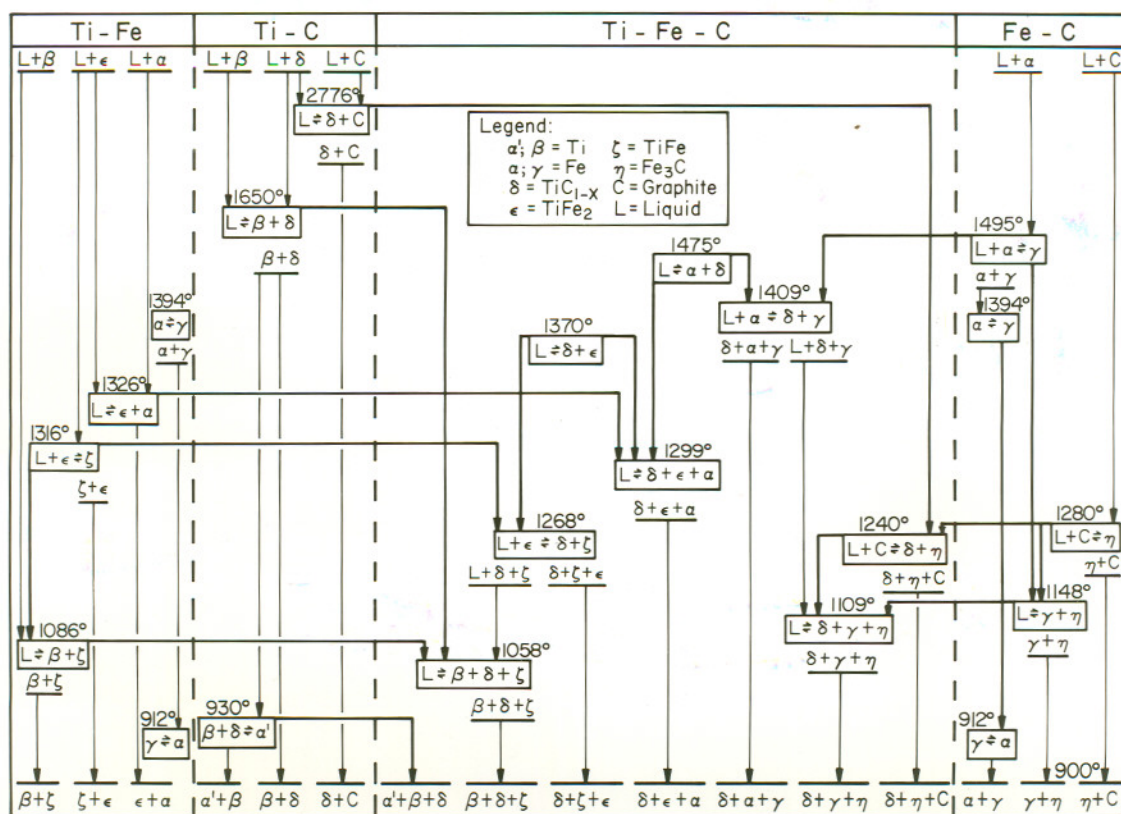 Ti - Fe
Ti - C
Ti - Fe - C
Fe - C
L+β L+ϵ L+α
L+β L+δ L+C
L+α L+C
2776°
L⇌δ+C
δ+C
Legend:
α'; β = Ti ζ = TiFe
α; γ = Fe η = Fe₃C
δ = TiC₁₋ₓ C = Graphite
ϵ = TiFe₂ L = Liquid
1650°
L⇌β+δ
β+δ
1495°
L+α⇌γ
α+γ
1475°
L⇌α+δ
1409°
L+α⇌δ+γ
δ+α+γ L+δ+γ
1394°
α⇌γ
α+γ
1394°
α⇌γ
1370°
L⇌δ+ϵ
1326°
L⇌ϵ+α
1316°
L+ϵ⇌ζ
ζ+ϵ
1299°
L⇌δ+ϵ+α
δ+ϵ+α
1268°
L+ϵ⇌δ+ζ
L+δ+ζ δ+ζ+ϵ
1240°
L+C⇌δ+η
δ+η+C
1280°
L+C⇌η
η+C
1109°
L⇌δ+γ+η
δ+γ+η
1148°
L⇌γ+η
γ+η
1086°
L⇌β+ζ
β+ζ
1058°
L⇌β+δ+ζ
β+δ+ζ
912°
γ⇌α
930°
β+δ⇌α'
912°
γ⇌α
900°
β+ζ ζ+ϵ ϵ+α α'+β β+δ δ+C α'+β+δ β+δ+ζ δ+ζ+ϵ δ+ϵ+α δ+α+γ δ+γ+η δ+η+C α+γ γ+η η+C